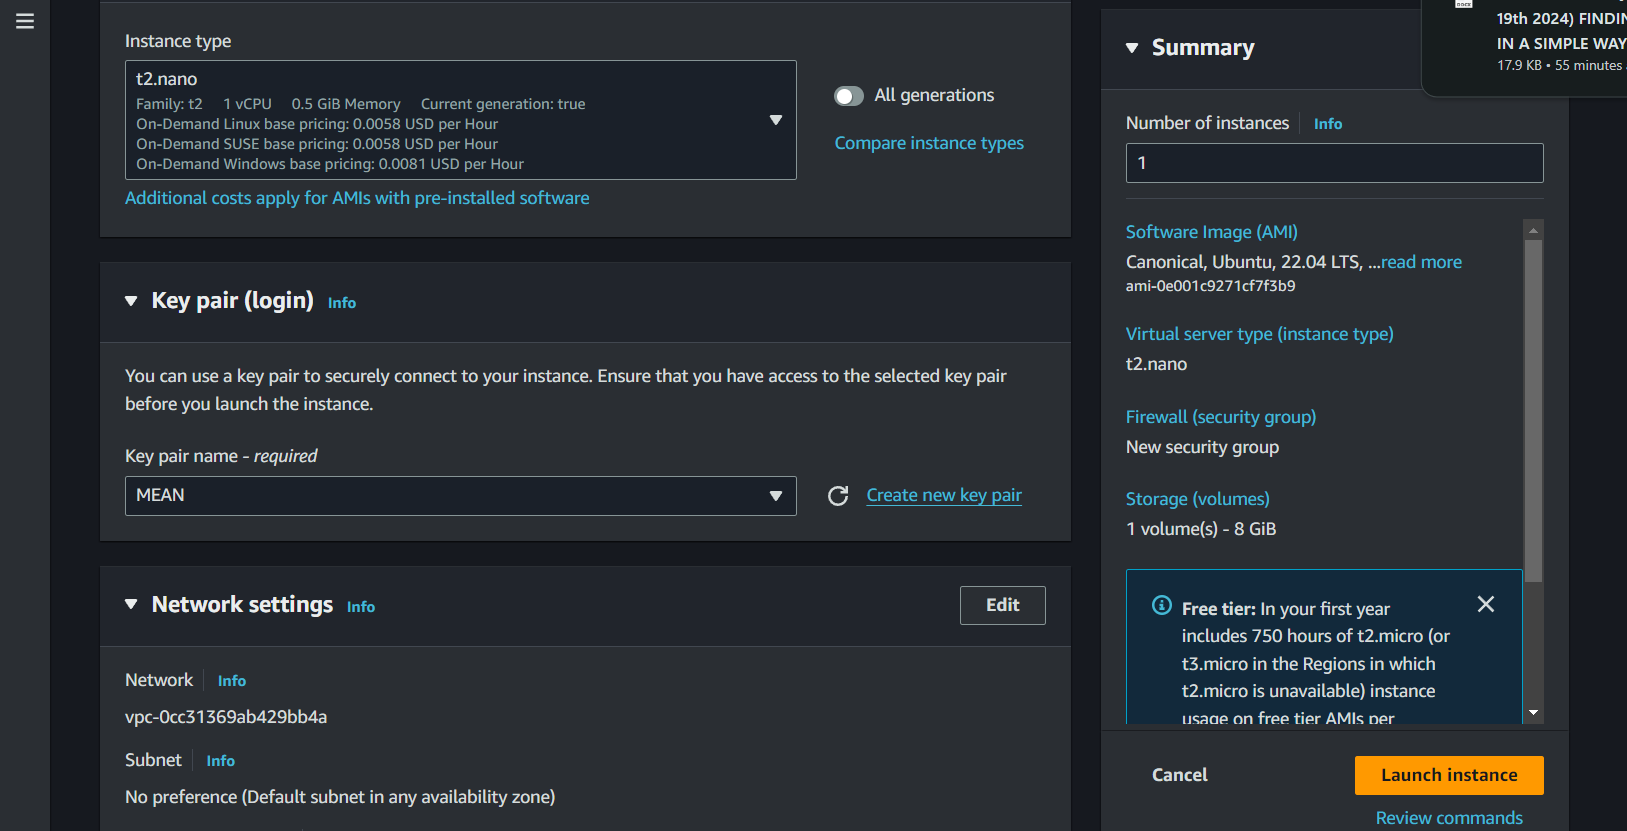 Instance type
t2.nano
Family: t2 1 vCPU 0.5 GiB Memory Current generation: true
On-Demand Linux base pricing: 0.0058 USD per Hour
On-Demand SUSE base pricing: 0.0058 USD per Hour
On-Demand Windows base pricing: 0.0081 USD per Hour
All generations
Compare instance types
Additional costs apply for AMIs with pre-installed software
Key pair (login) Info
You can use a key pair to securely connect to your instance. Ensure that you have access to the selected key pair
before you launch the instance.
Key pair name - required
MEAN
Create new key pair
Network settings Info
Edit
Network Info
vpc-0cc31369ab429bb4a
Subnet Info
No preference (Default subnet in any availability zone)
DOCX
19th 2024) FINDIN
IN A SIMPLE WAY
17.9 KB • 55 minutes
Summary
Number of instances Info
1
Software Image (AMI)
Canonical, Ubuntu, 22.04 LTS, ...read more
ami-0e001c9271cf7f3b9
Virtual server type (instance type)
t2.nano
Firewall (security group)
New security group
Storage (volumes)
1 volume(s) - 8 GiB
Free tier: In your first year
includes 750 hours of t2.micro (or
t3.micro in the Regions in which
t2.micro is unavailable) instance
usage on free tier AMIs per
Cancel
Launch instance
Review commands